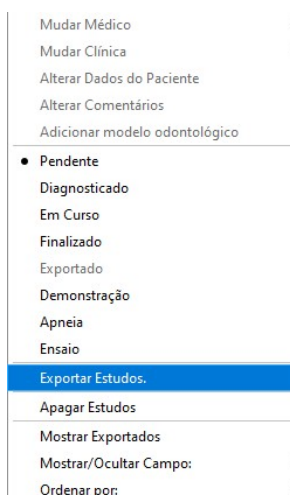 Mudar Médico
Mudar Clínica
Alterar Dados do Paciente
Alterar Comentários
Adicionar modelo odontológico
Pendente
Diagnosticado
Em Curso
Finalizado
Exportado
Demonstração
Apneia
Ensaio
Exportar Estudos.
Apagar Estudos
Mostrar Exportados
Mostrar/Ocultar Campo:
Ordenar por: